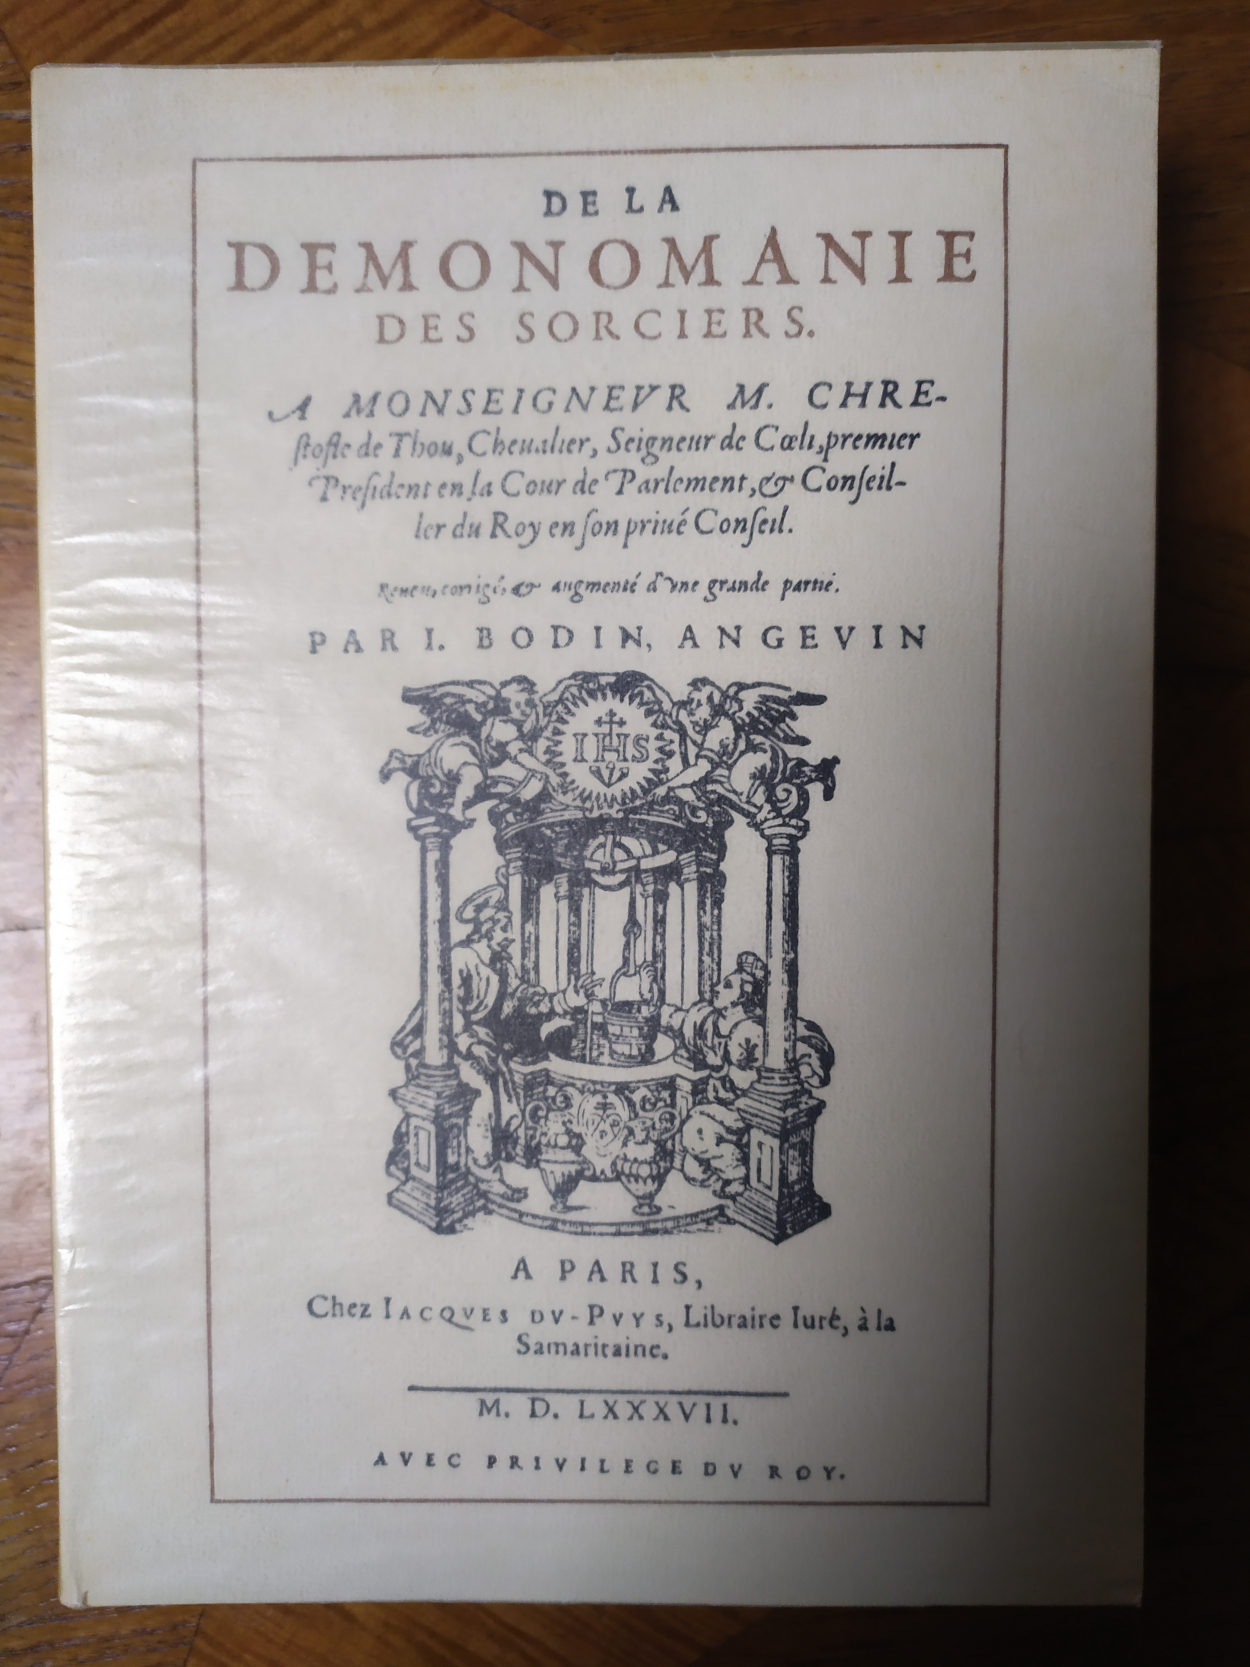 DE LA
DEMONOMANIE
DES SORCIERS.
A MONSEIGNEVR M. CHRE-
ſtofle de Thou, Cheualier, Seigneur de Cœli, premier
Preſident en la Cour de Parlement, & Conſeil-
ler du Roy en ſon priué Conſeil.
Reueu, corrigé, & augmenté d'vne grande partie.
PAR I. BODIN, ANGEVIN
IHS
A PARIS,
Chez IACQVES DV-PVYS, Libraire Iuré, à la
Samaritaine.
M. D. LXXXVII.
AVEC PRIVILEGE DV ROY.